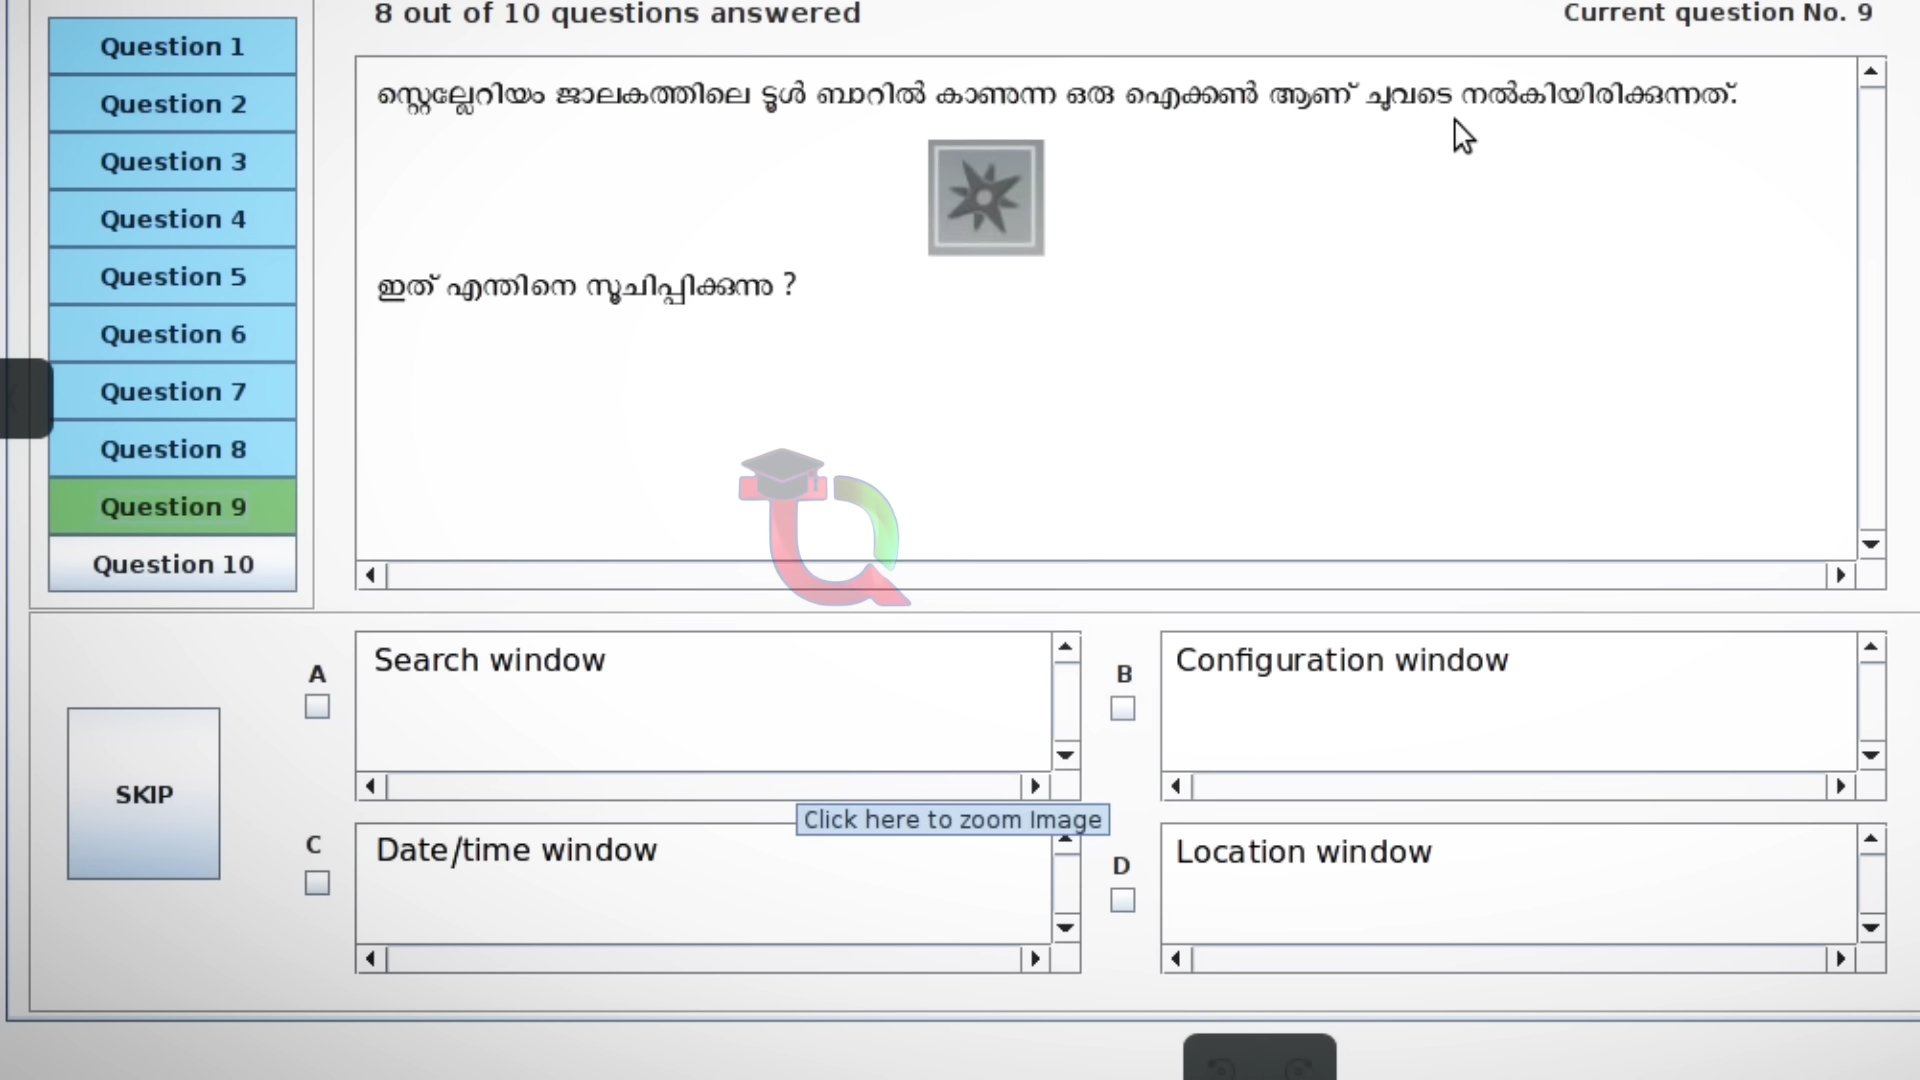 8 out of 10 questions answered
Current question No. 9
Question 1
Question 2
Question 3
Question 4
Question 5
Question 6
Question 7
Question 8
Question 9
Question 10
സ്റ്റെല്ലേറിയം ജാലകത്തിലെ ടൂൾ ബാറിൽ കാണുന്ന ഒരു ഐക്കൺ ആണ് ചുവടെ നൽകിയിരിക്കുന്നത്.
ഇത് എന്തിനെ സൂചിപ്പിക്കുന്നു ?
SKIP
A
Search window
B
Configuration window
Click here to zoom Image
C
Date/time window
D
Location window